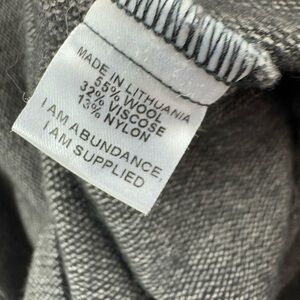 MADE IN LITHUANIA
55% WOOL
32% VISCOSE
13% NYLON
I AM ABUNDANCE,
I AM SUPPLIED